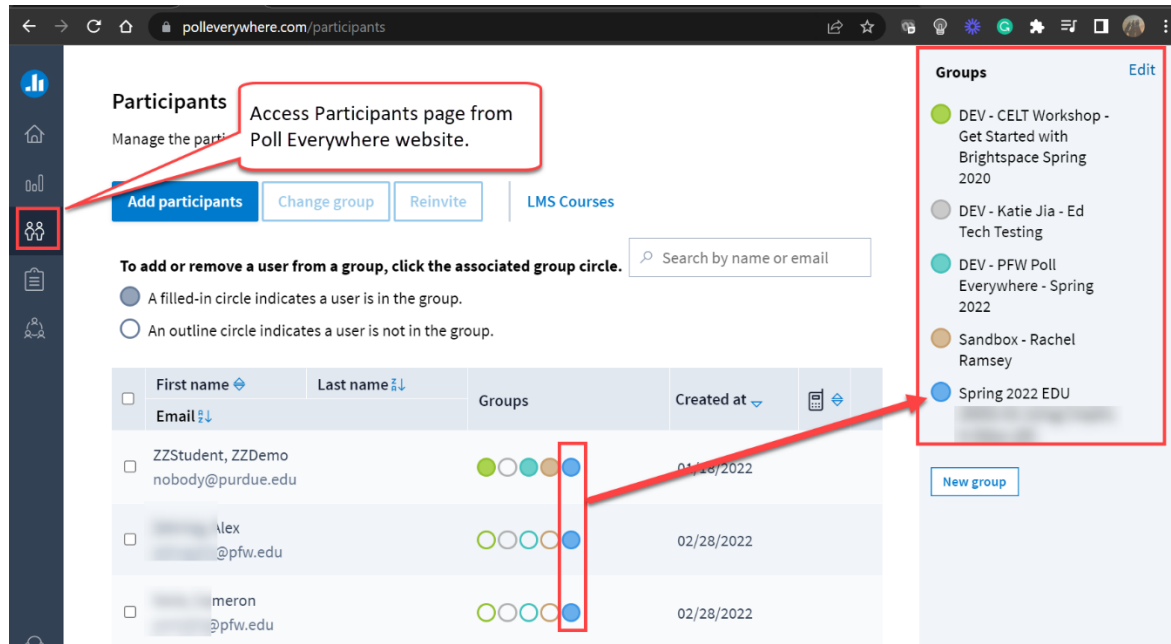 polleverywhere.com/participants
Participants
Manage the parti
Access Participants page from
Poll Everywhere website.
Add participants
Change group
Reinvite
LMS Courses
Search by name or email
To add or remove a user from a group, click the associated group circle.
A filled-in circle indicates a user is in the group.
An outline circle indicates a user is not in the group.
First name
Last name
Groups
Created at
Email
ZZStudent, ZZDemo
01/18/2022
nobody@purdue.edu
Alex
02/28/2022
@pfw.edu
meron
02/28/2022
@pfw.edu
Groups
Edit
DEV - CELT Workshop -
Get Started with
Brightspace Spring
2020
DEV - Katie Jia - Ed
Tech Testing
DEV - PFW Poll
Everywhere - Spring
2022
Sandbox - Rachel
Ramsey
Spring 2022 EDU
New group